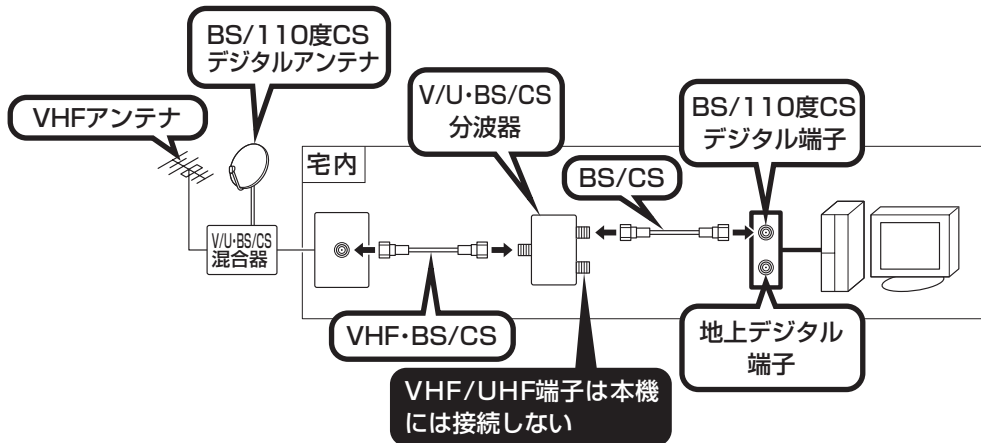 BS/110度CS
デジタルアンテナ
VHFアンテナ
V/U･BS/CS
混合器
宅内
V/U･BS/CS
分波器
BS/CS
BS/110度CS
デジタル端子
VHF･BS/CS
VHF/UHF端子は本機
には接続しない
地上デジタル
端子